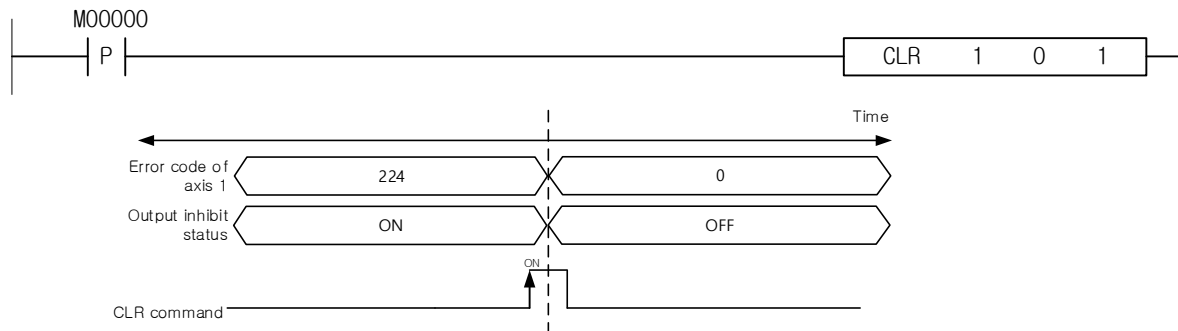 M00000
P
CLR 1 0 1
Time
Error code of
axis 1
224
0
Output inhibit
status
ON
OFF
ON
CLR command